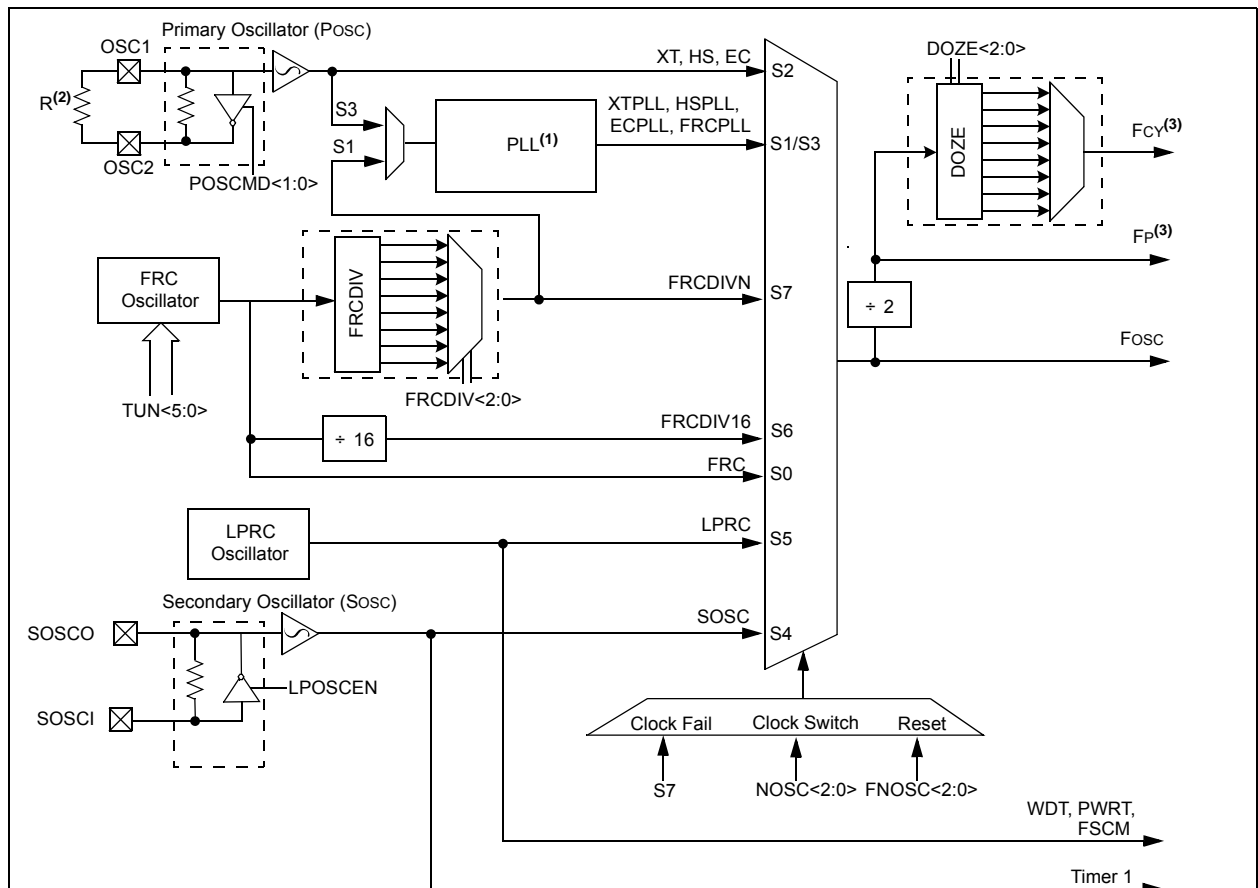 Primary Oscillator (POSC)
OSC1
R(2)
OSC2
POSCMD<1:0>
S3
S1
PLL(1)
XT, HS, EC
S2
XTPLL, HSPLL,
ECPLL, FRCPLL
S1/S3
DOZE<2:0>
DOZE
FCY(3)
FP(3)
÷ 2
FOSC
FRC
Oscillator
TUN<5:0>
FRCDIV
FRCDIV<2:0>
FRCDIVN
S7
÷ 16
FRCDIV16
S6
FRC
S0
LPRC
Oscillator
LPRC
S5
Secondary Oscillator (SOSC)
SOSCO
SOSCI
LPOSCEN
SOSC
S4
Clock Fail
Clock Switch
Reset
S7
NOSC<2:0>
FNOSC<2:0>
WDT, PWRT,
FSCM
Timer 1